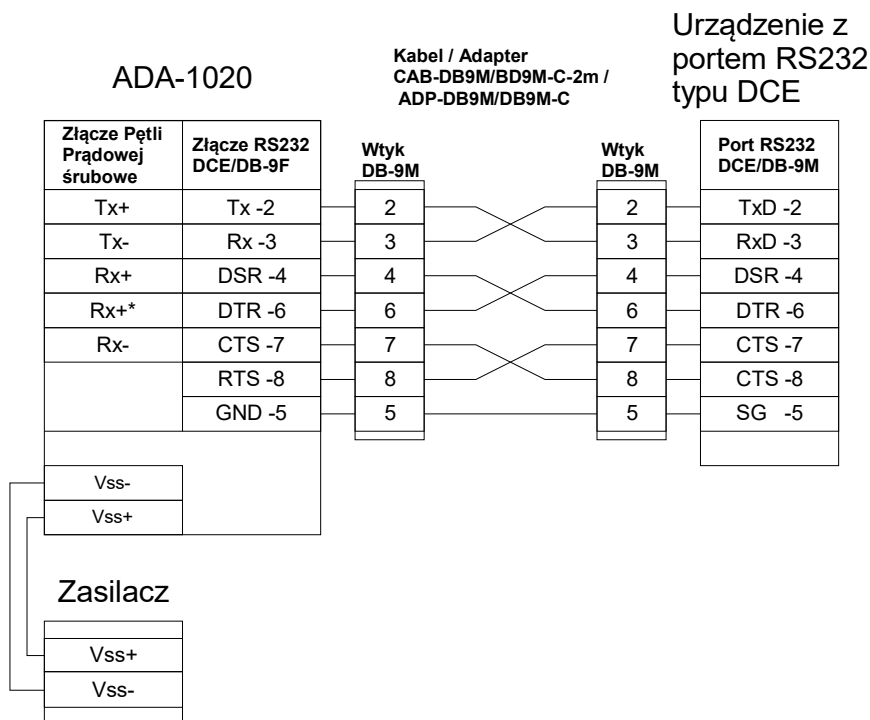 Urządzenie z
portem RS232
typu DCE
ADA-1020
Kabel / Adapter
CAB-DB9M/BD9M-C-2m /
ADP-DB9M/DB9M-C
Złącze Pętli
Prądowej
śrubowe
Złącze RS232
DCE/DB-9F
Wtyk
DB-9M
Wtyk
DB-9M
Port RS232
DCE/DB-9M
Tx+ Tx -2 2 2 TxD -2
Tx- Rx -3 3 3 RxD -3
Rx+ DSR -4 4 4 DSR -4
Rx+* DTR -6 6 6 DTR -6
Rx- CTS -7 7 7 CTS -7
RTS -8 8 8 CTS -8
GND -5 5 5 SG -5
Vss-
Vss+
Zasilacz
Vss+
Vss-